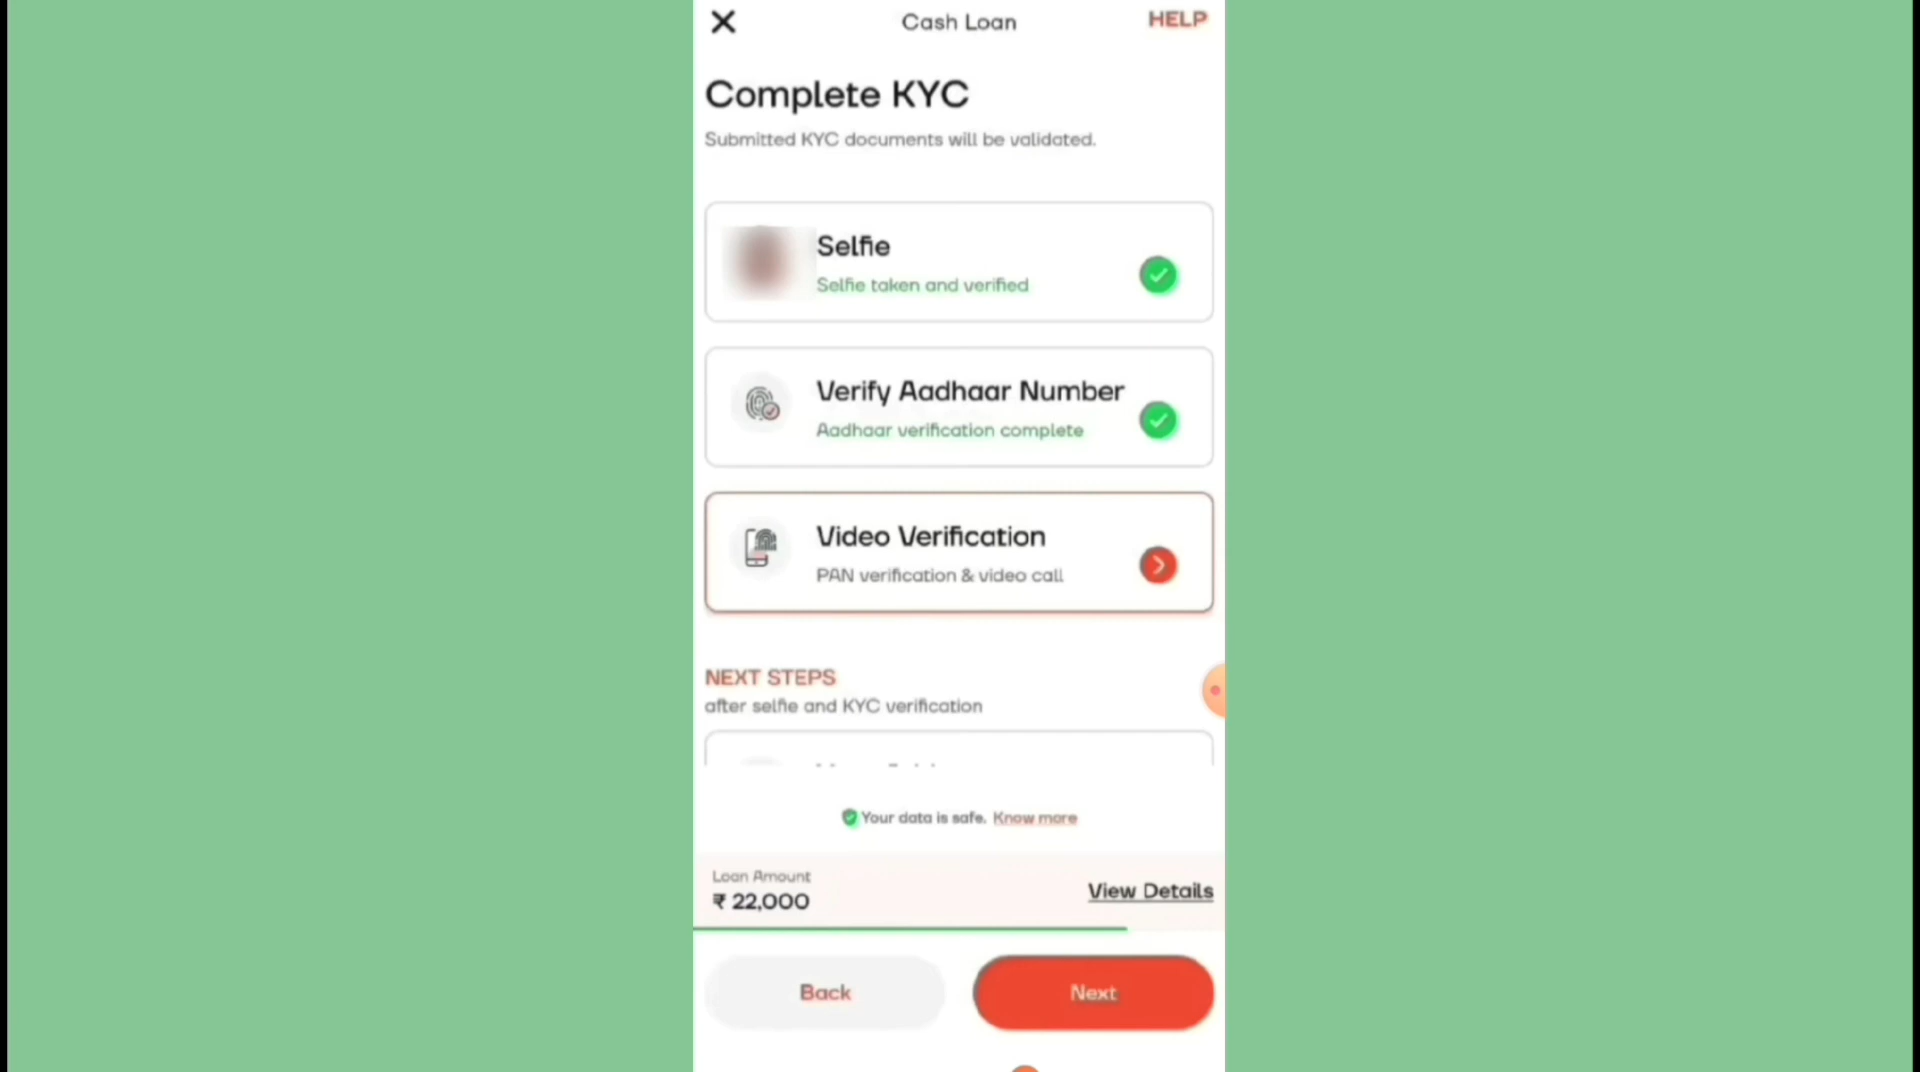 Cash Loan
HELP
Complete KYC
Submitted KYC documents will be validated.
Selfie
Selfie taken and verified
Verify Aadhaar Number
Aadhaar verification complete
Video Verification
PAN verification & video call
NEXT STEPS
after selfie and KYC verification
Your data is safe. Know more
Loan Amount
₹ 22,000
View Details
Back
Next